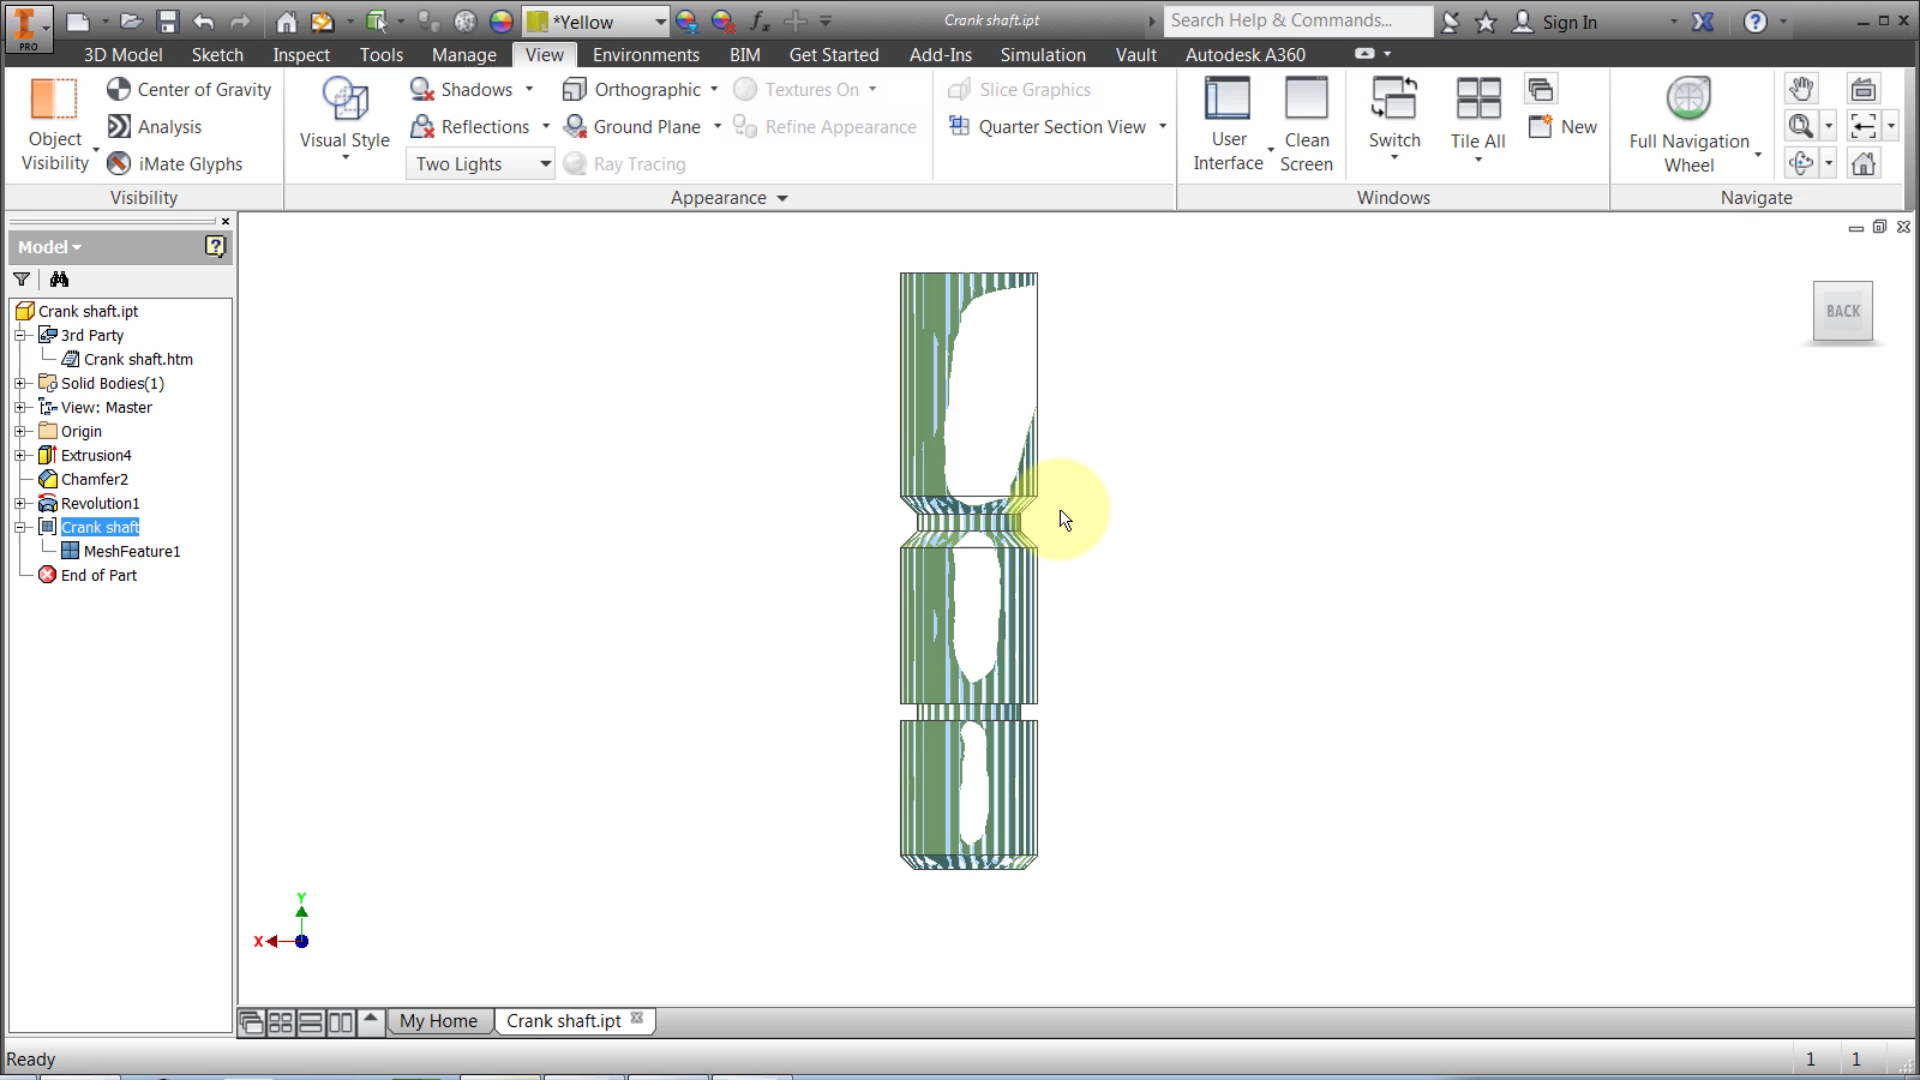 PRO
*Yellow
Crank shaft.ipt
Search Help & Commands...
Sign In
3D Model
Sketch
Inspect
Tools
Manage
View
Environments
BIM
Get Started
Add-Ins
Simulation
Vault
Autodesk A360
Object
Visibility
Center of Gravity
Analysis
iMate Glyphs
Visibility
Visual Style
Shadows
Reflections
Two Lights
Orthographic
Ground Plane
Ray Tracing
Textures On
Refine Appearance
Slice Graphics
Quarter Section View
Appearance
User
Interface
Clean
Screen
Switch
Tile All
New
Windows
Full Navigation
Wheel
Navigate
Model
Crank shaft.ipt
3rd Party
Crank shaft.htm
Solid Bodies(1)
View: Master
Origin
Extrusion4
Chamfer2
Revolution1
Crank shaft
MeshFeature1
End of Part
BACK
Y
X
My Home
Crank shaft.ipt
Ready
1
1